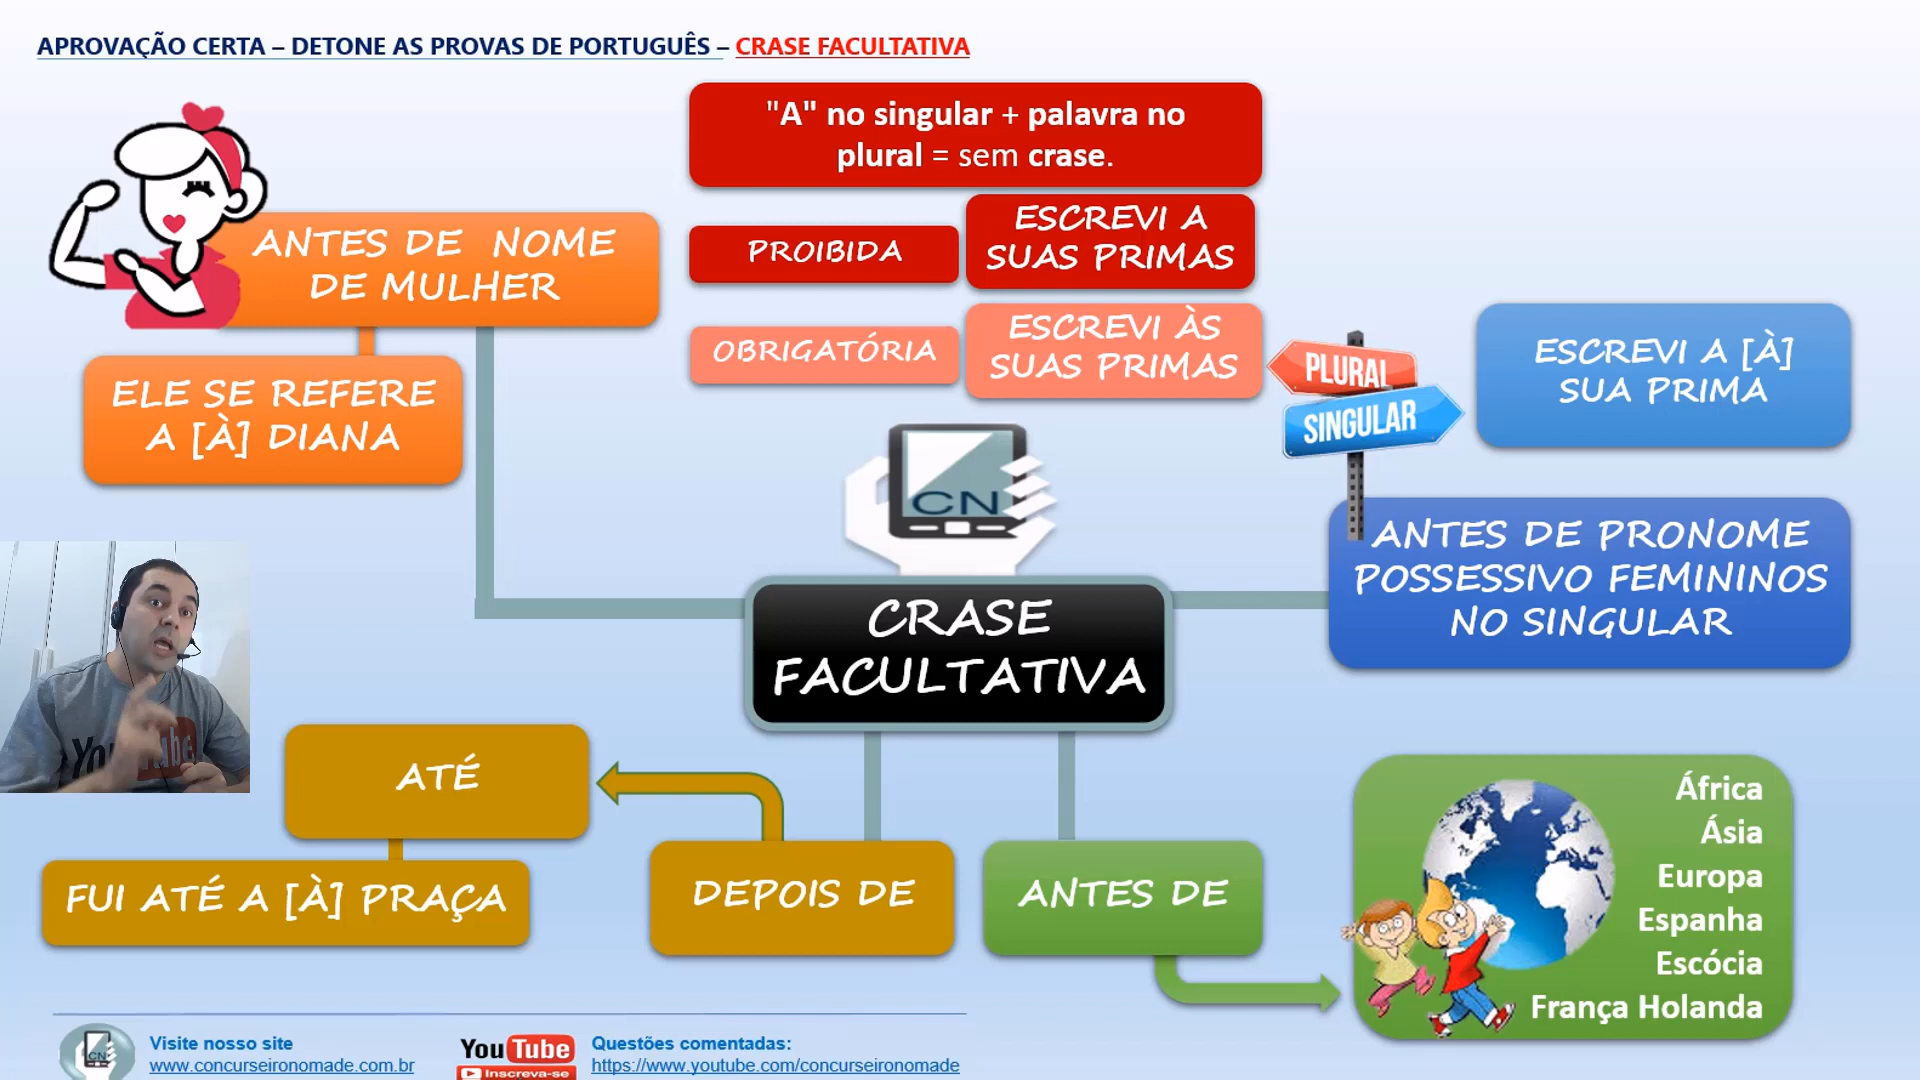 APROVAÇÃO CERTA – DETONE AS PROVAS DE PORTUGUÊS – CRASE FACULTATIVA
"A" no singular + palavra no
plural = sem crase.
ANTES DE NOME
DE MULHER
PROIBIDA
ESCREVI A
SUAS PRIMAS
OBRIGATÓRIA
ESCREVI ÀS
SUAS PRIMAS
PLURAL
SINGULAR
ESCREVI A [À]
SUA PRIMA
ELE SE REFERE
A [À] DIANA
CN
ANTES DE PRONOME
POSSESSIVO FEMININOS
NO SINGULAR
CRASE
FACULTATIVA
YouTube
ATÉ
FUI ATÉ A [À] PRAÇA
DEPOIS DE
ANTES DE
África
Ásia
Europa
Espanha
Escócia
França Holanda
CN
Visite nosso site
www.concurseironomade.com.br
YouTube
Inscreva-se
Questões comentadas:
https://www.youtube.com/concurseironomade